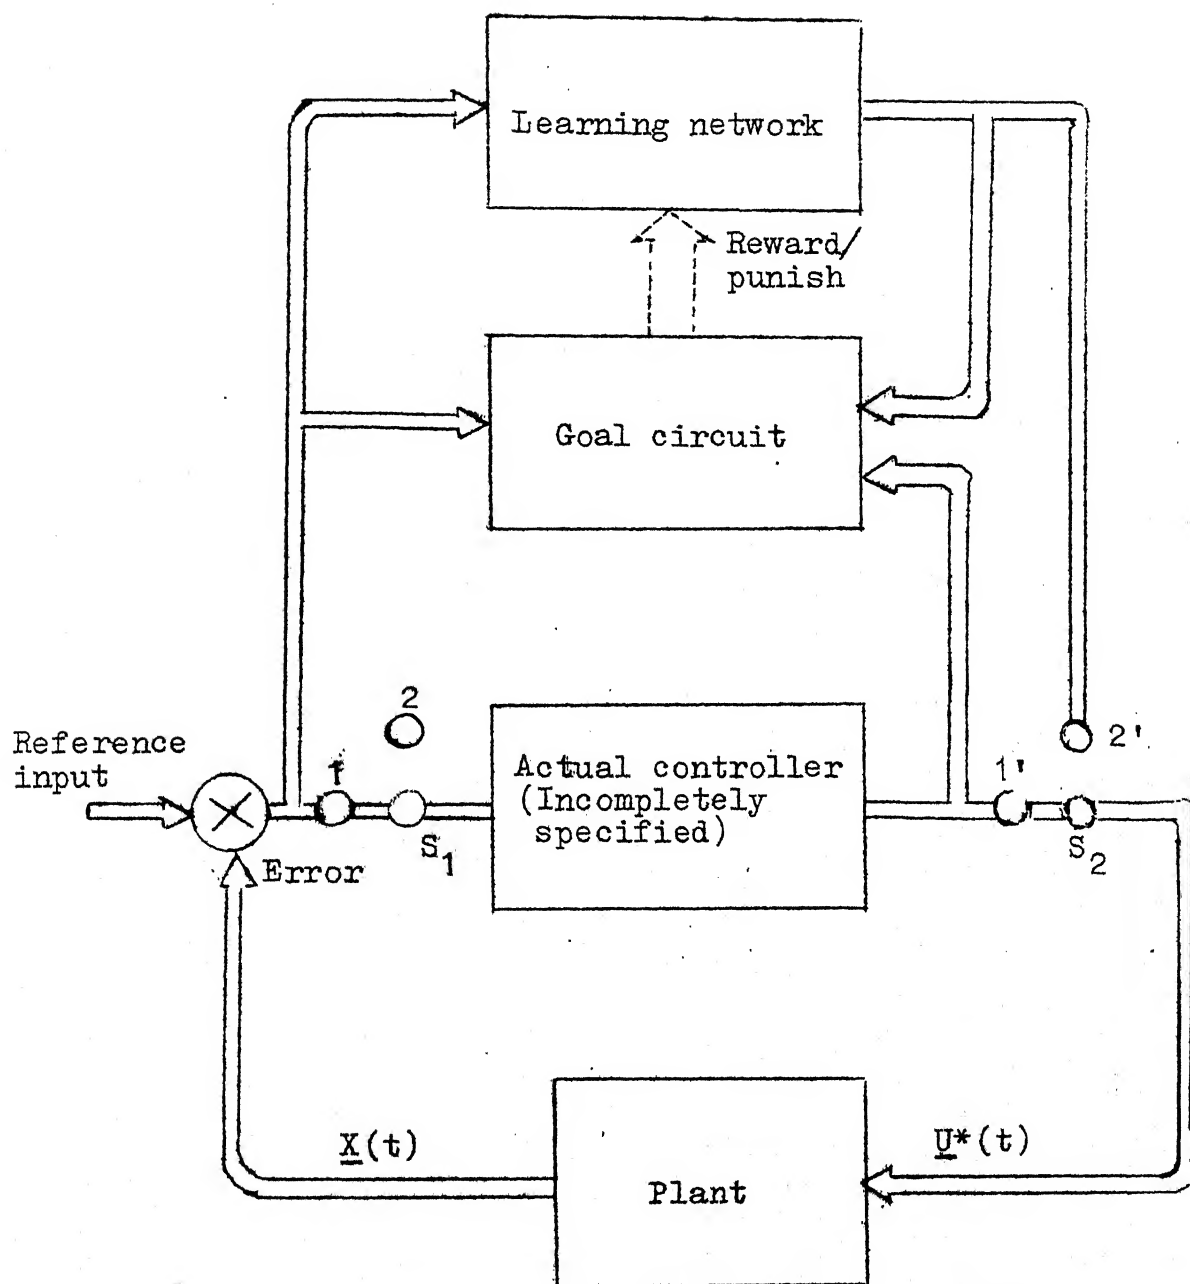 Learning network
Reward/
punish
Goal circuit
2
Reference
input
1
S1
Error
Actual controller
(Incompletely
specified)
1'
2'
S2
X(t)
U*(t)
Plant